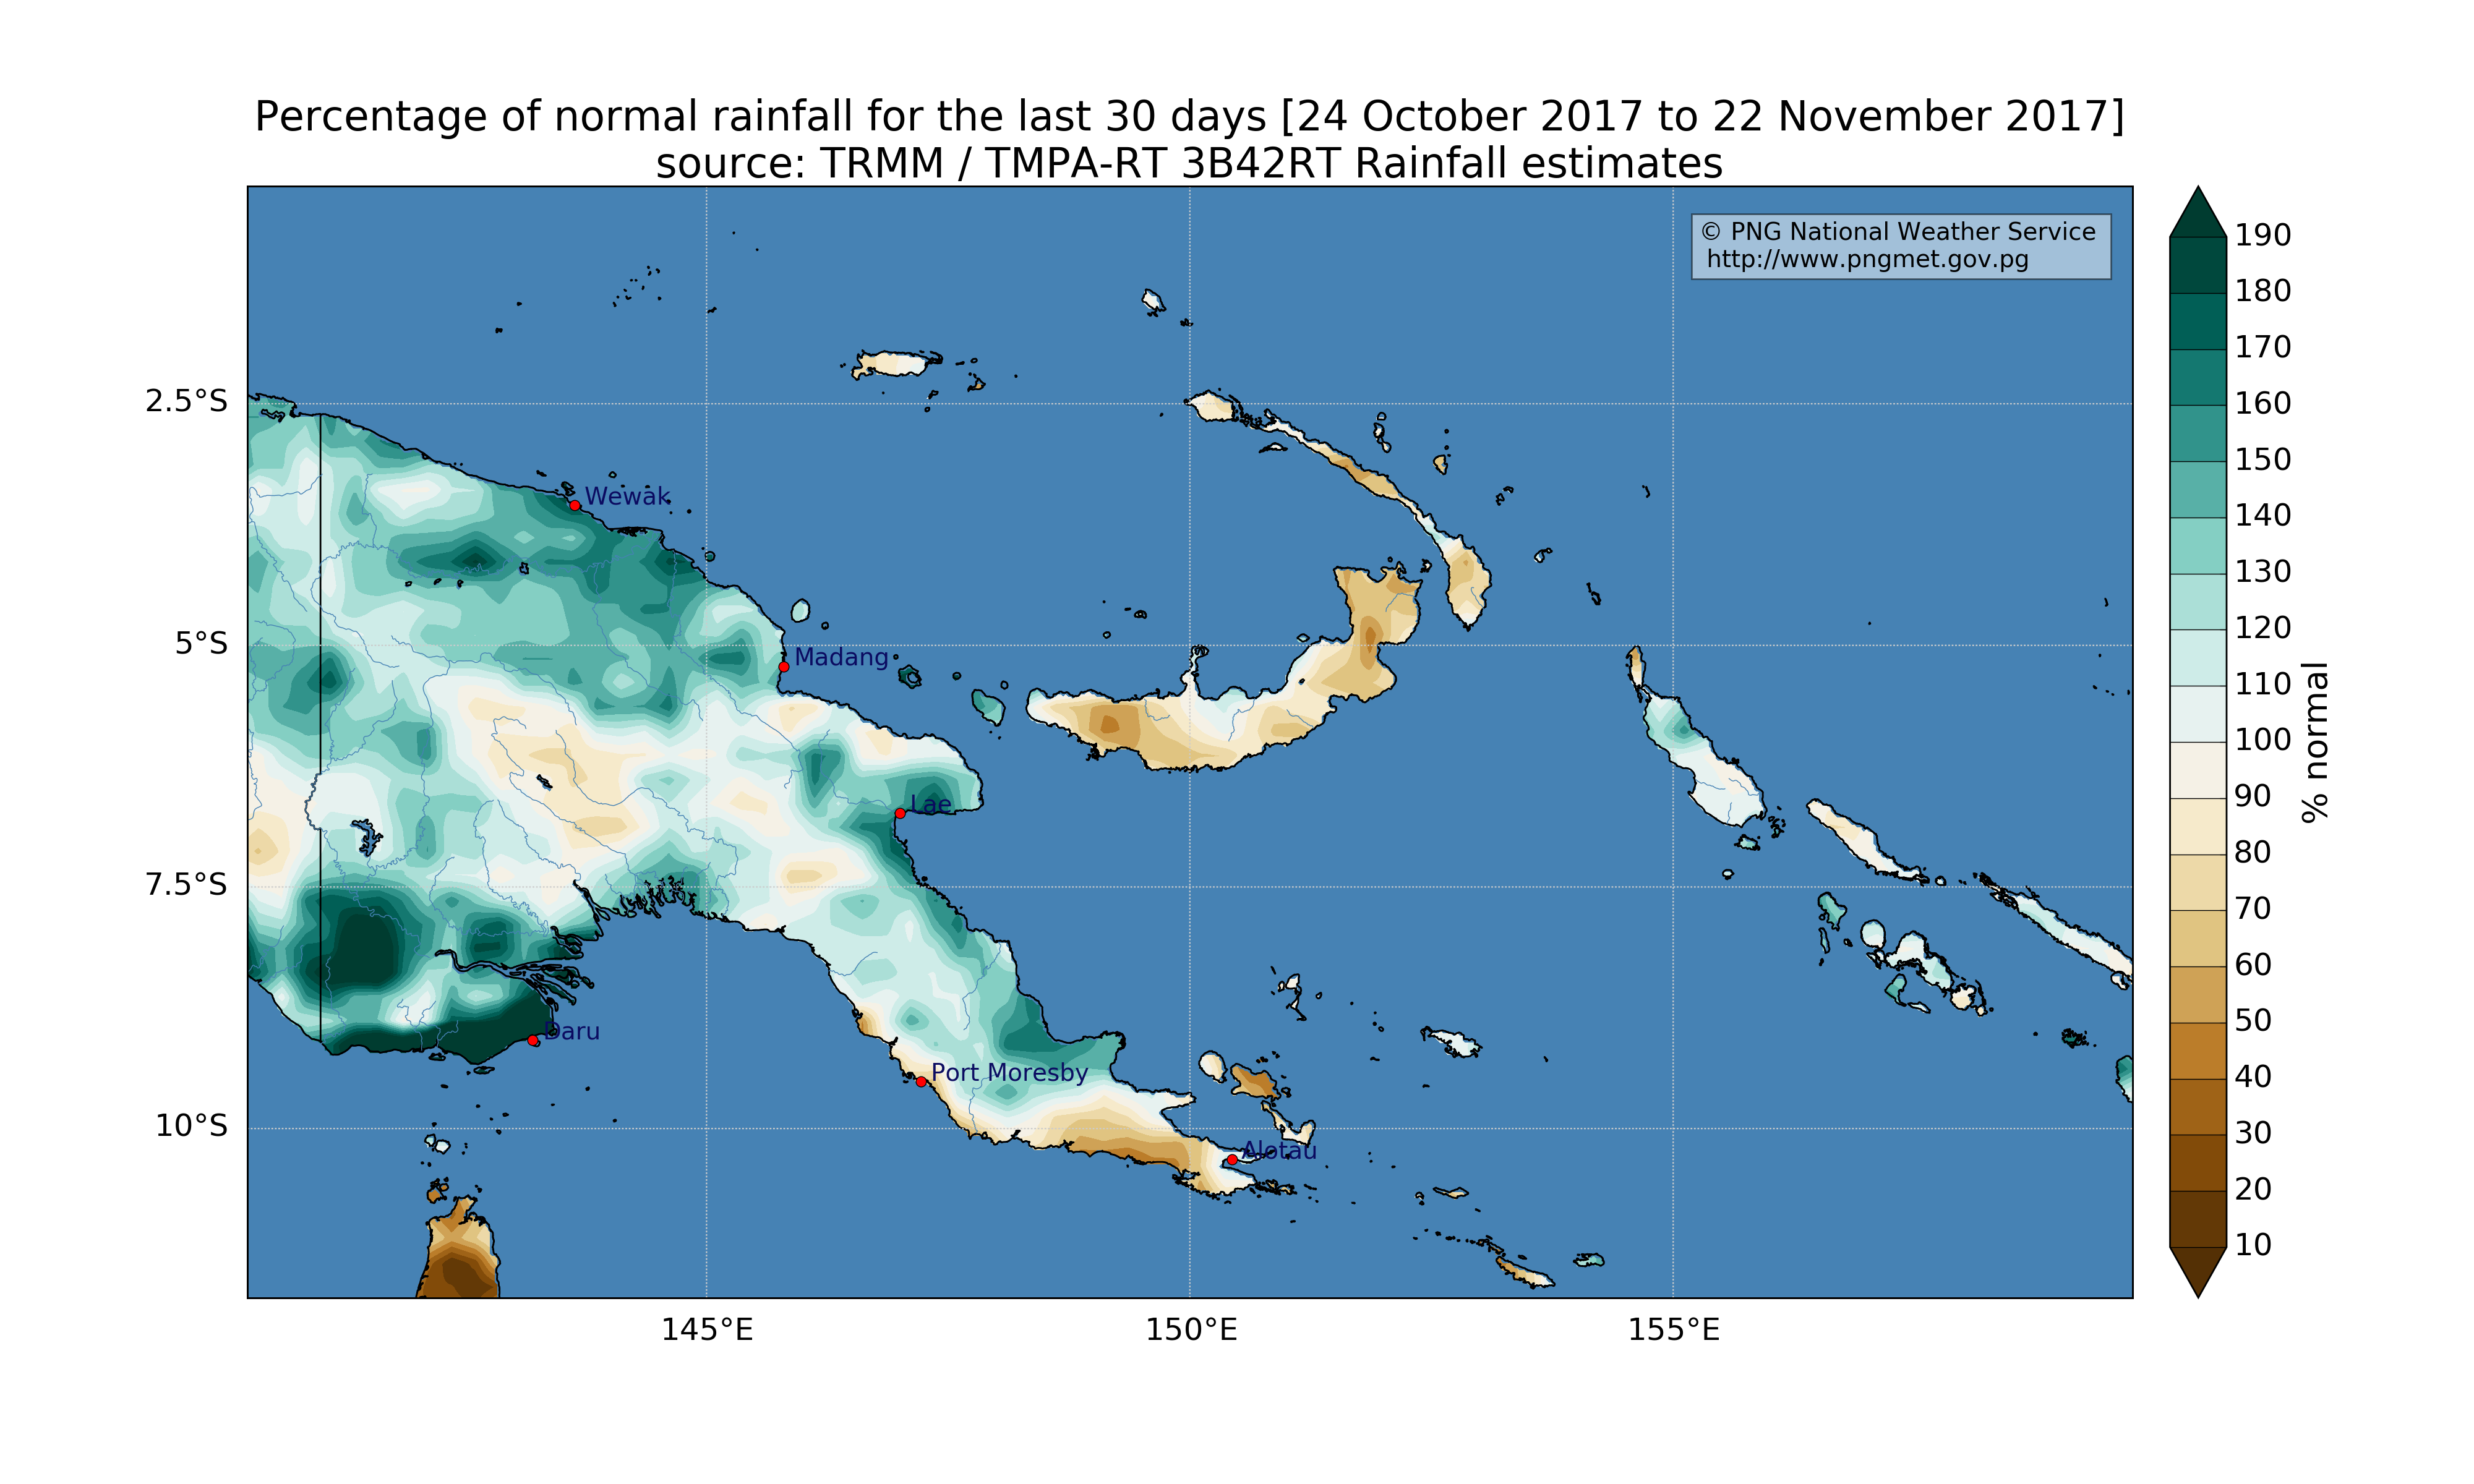 Percentage of normal rainfall for the last 30 days [24 October 2017 to 22 November 2017]
source: TRMM / TMPA-RT 3B42RT Rainfall estimates
© PNG National Weather Service
http://www.pngmet.gov.pg
190
180
170
160
150
140
130
120
110
100
90
80
70
60
50
40
30
20
10
% normal
2.5°S
5°S
7.5°S
10°S
Wewak
Madang
Lae
Daru
Port Moresby
Alotau
145°E
150°E
155°E